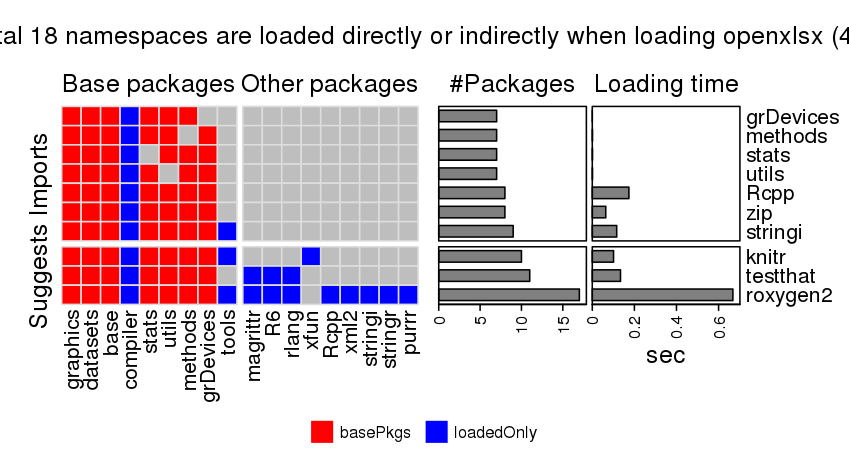 tal 18 namespaces are loaded directly or indirectly when loading openxlsx (4
Base packages Other packages #Packages Loading time
Imports
Suggests
grDevices
methods
stats
utils
Rcpp
zip
stringi
knitr
testthat
roxygen2
graphics
datasets
base
compiler
stats
utils
methods
grDevices
tools
magrittr
R6
rlang
xfun
Rcpp
xml2
stringi
stringr
purrr
0 5 10 15
0 0.2 0.4 0.6
sec
basePkgs loadedOnly